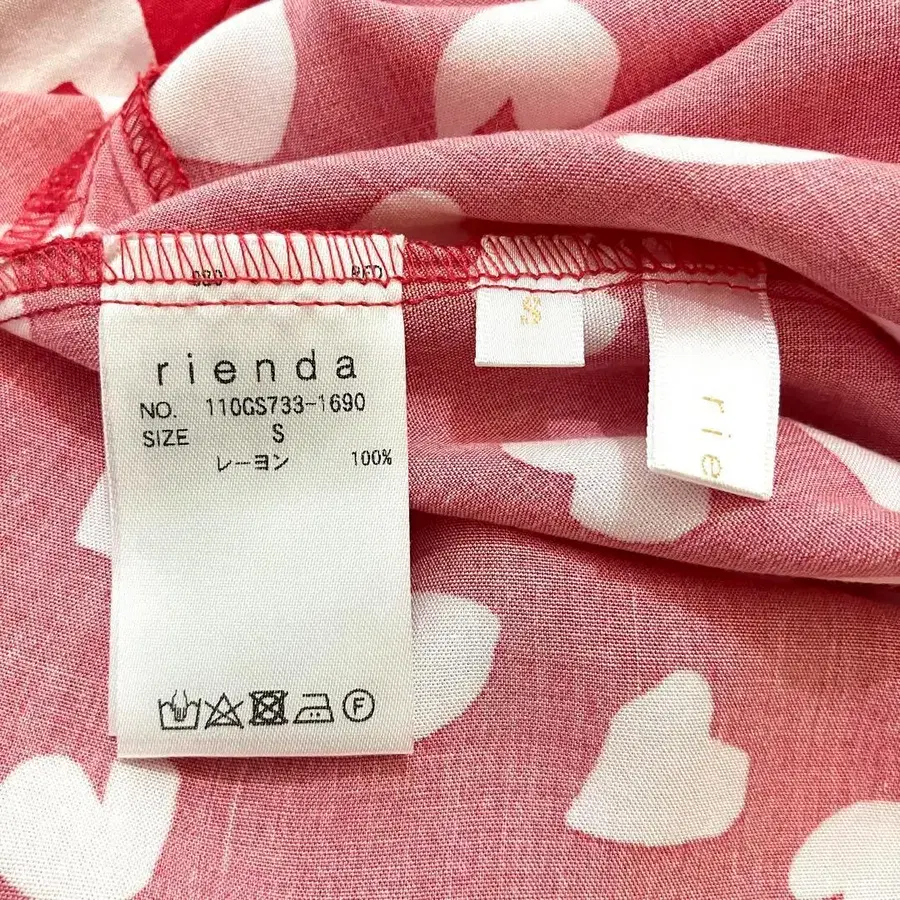 rienda
NO. 110GS733-1690
SIZE S
レーヨン 100%
F
S
rie